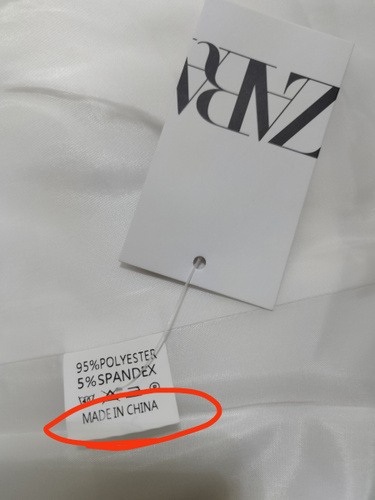 ZARA
95%POLYESTER
5%SPANDEX
MADE IN CHINA